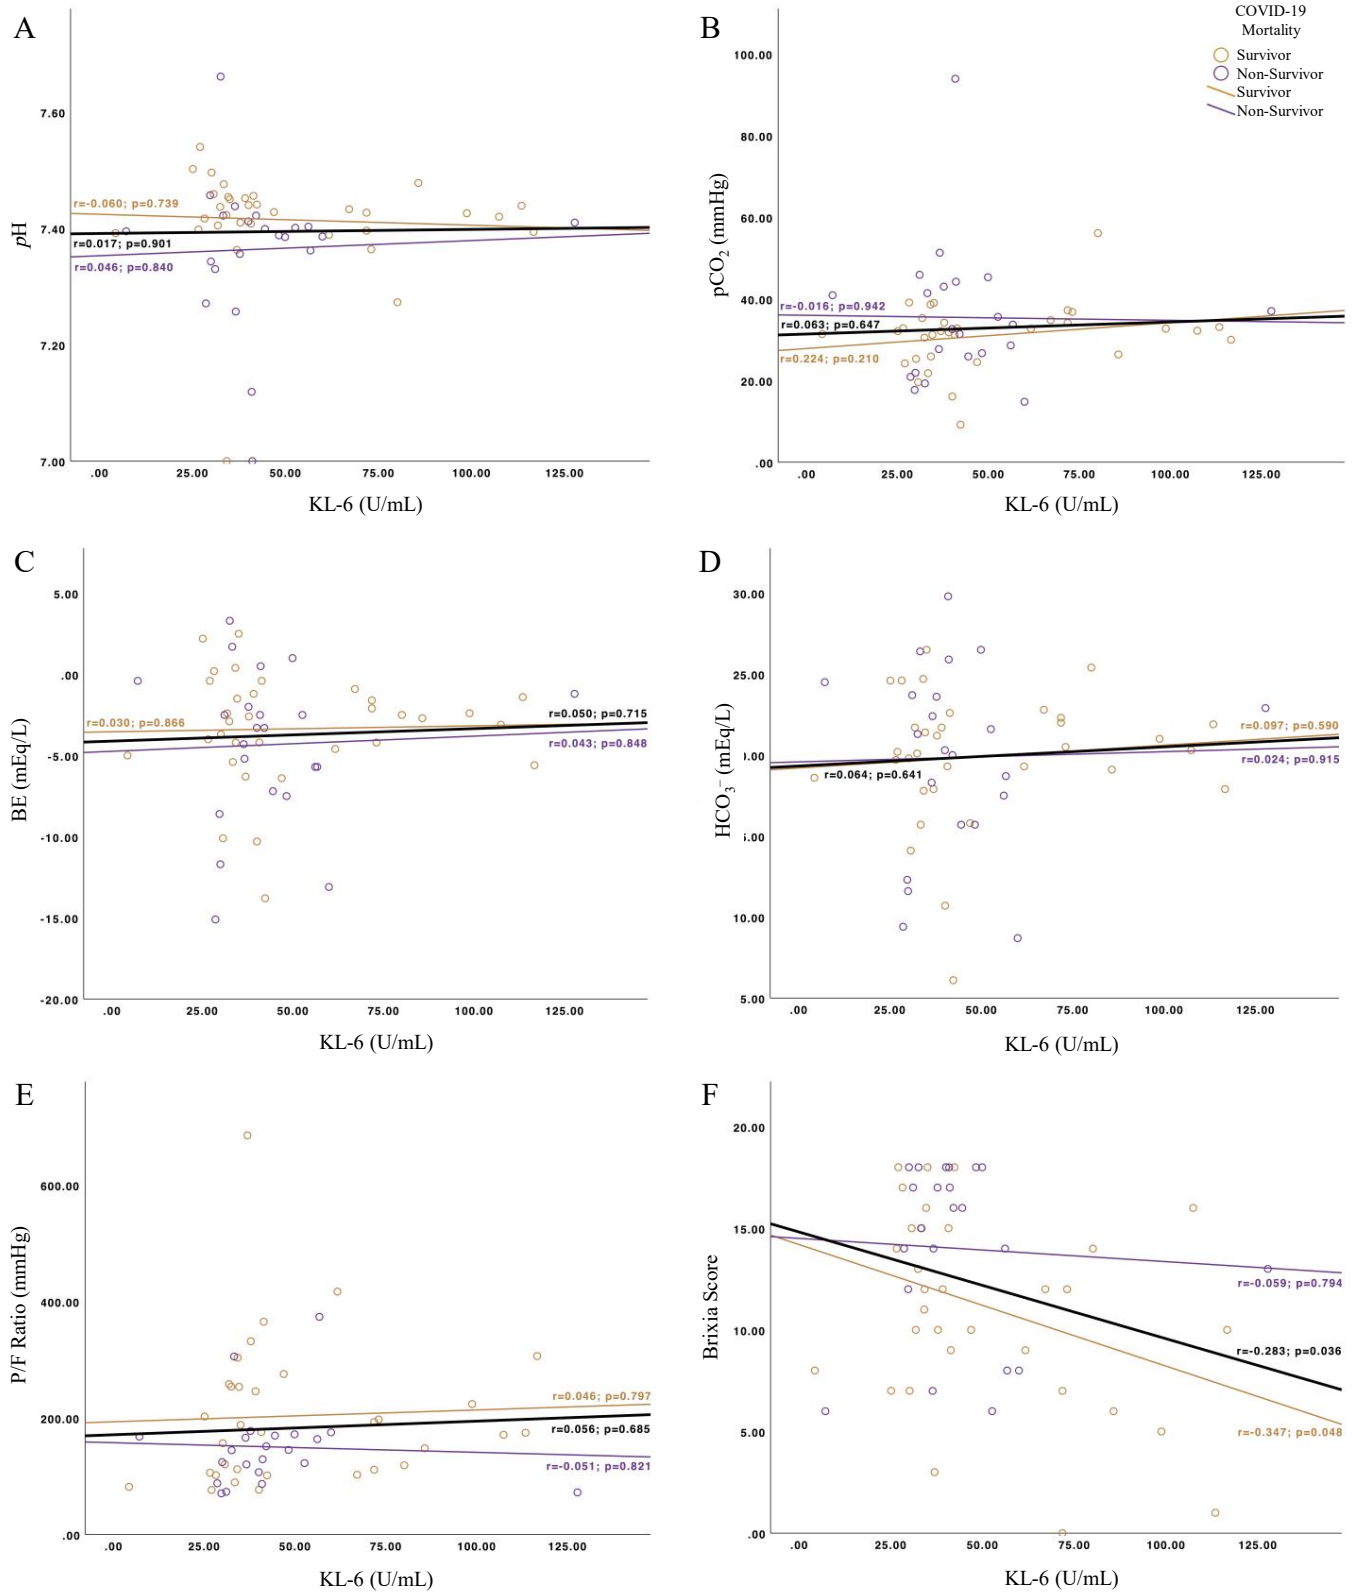 A
7.60
7.40
7.20
7.00
pH
r=-0.060; p=0.739
r=0.017; p=0.901
r=0.046; p=0.840
.00 25.00 50.00 75.00 100.00 125.00
KL-6 (U/mL)
B
COVID-19
Mortality
Survivor
Non-Survivor
Survivor
Non-Survivor
100.00
80.00
60.00
40.00
20.00
.00
pCO₂ (mmHg)
r=-0.016; p=0.942
r=0.063; p=0.647
r=0.224; p=0.210
.00 25.00 50.00 75.00 100.00 125.00
KL-6 (U/mL)
C
5.00
.00
-5.00
-10.00
-15.00
-20.00
BE (mEq/L)
r=0.030; p=0.866
r=0.050; p=0.715
r=0.043; p=0.848
.00 25.00 50.00 75.00 100.00 125.00
KL-6 (U/mL)
D
30.00
25.00
0.00
5.00
10.00
5.00
HCO₃⁻ (mEq/L)
r=0.097; p=0.590
r=0.024; p=0.915
r=0.064; p=0.641
.00 25.00 50.00 75.00 100.00 125.00
KL-6 (U/mL)
E
600.00
400.00
200.00
.00
P/F Ratio (mmHg)
r=0.046; p=0.797
r=0.056; p=0.685
r=-0.051; p=0.821
.00 25.00 50.00 75.00 100.00 125.00
KL-6 (U/mL)
F
20.00
15.00
10.00
5.00
.00
Brixia Score
r=-0.059; p=0.794
r=-0.283; p=0.036
r=-0.347; p=0.048
.00 25.00 50.00 75.00 100.00 125.00
KL-6 (U/mL)